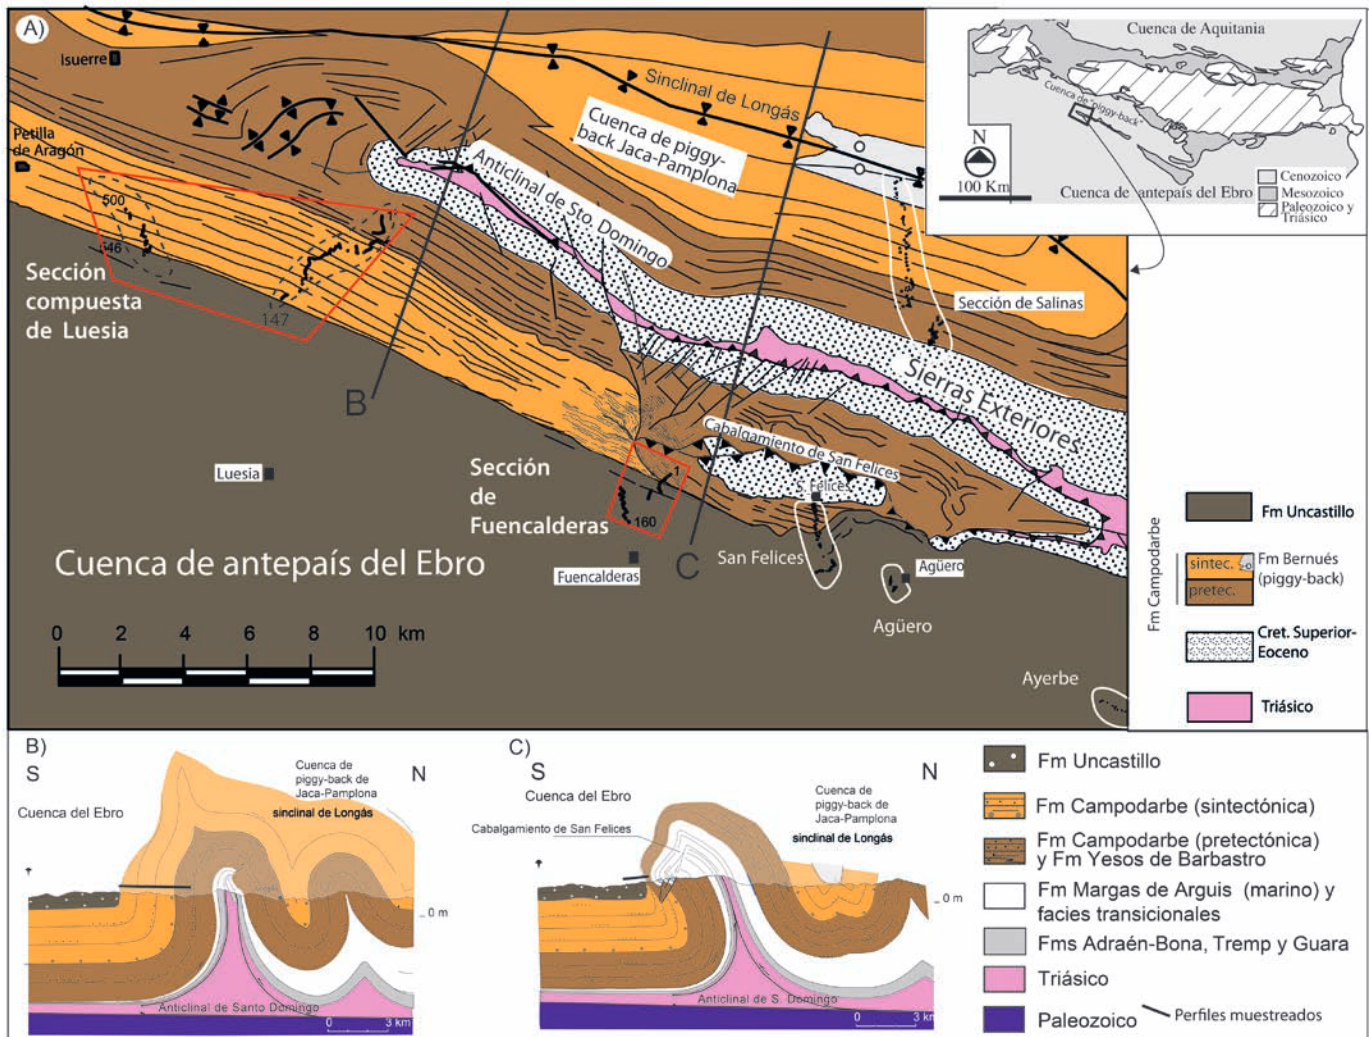 A)
Isuerre
Petilla
de Aragón
500
546
147
1
Sección
compuesta
de Luesia
Sinclinal de Longás
Cuenca de piggy-
back Jaca-Pamplona
Anticlinal de Sto. Domingo
B
Sección de Salinas
Sierras Exteriores
Cabalgamiento de San Felices
S. Felices
Luesia
Sección
de
Fuencalderas
1
160
C
San Felices
Agüero
Agüero
Fuencalderas
Cuenca de antepaís del Ebro
0 2 4 6 8 10 km
Ayerbe
Cuenca de Aquitania
Cuenca de "piggy-back"
N
100 Km
Cuenca de antepaís del Ebro
Cenozoico
Mesozoico
Paleozoico y
Triásico
Fm Uncastillo
Fm Campodarbe
sintec.
pretec.
Fm Bernués
(piggy-back)
Cret. Superior-
Eoceno
Triásico
B)
S
N
Cuenca de
piggy-back de
Jaca-Pamplona
sinclinal de Longás
Cuenca del Ebro
0 m
Anticlinal de Santo Domingo
0 3 km
C)
S
N
Cuenca del Ebro
Cabalgamiento de San Felices
Cuenca de
piggy-back de
Jaca-Pamplona
sinclinal de Longás
0 m
Anticlinal de S. Domingo
0 3 km
Fm Uncastillo
Fm Campodarbe (sintectónica)
Fm Campodarbe (pretectónica)
y Fm Yesos de Barbastro
Fm Margas de Arguis (marino) y
facies transicionales
Fms Adraén-Bona, Tremp y Guara
Triásico
Paleozoico
Perfiles muestreados